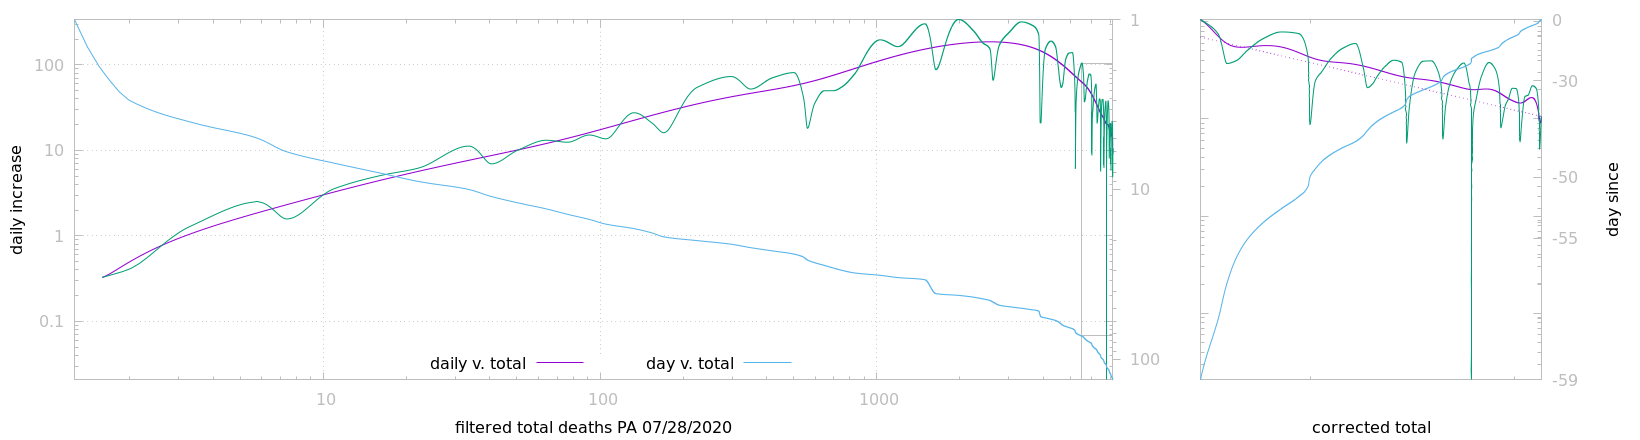 daily increase
100
10
1
0.1
10
100
1000
1
10
100
daily v. total
day v. total
filtered total deaths PA 07/28/2020
0
-30
-50
-55
-59
day since
corrected total